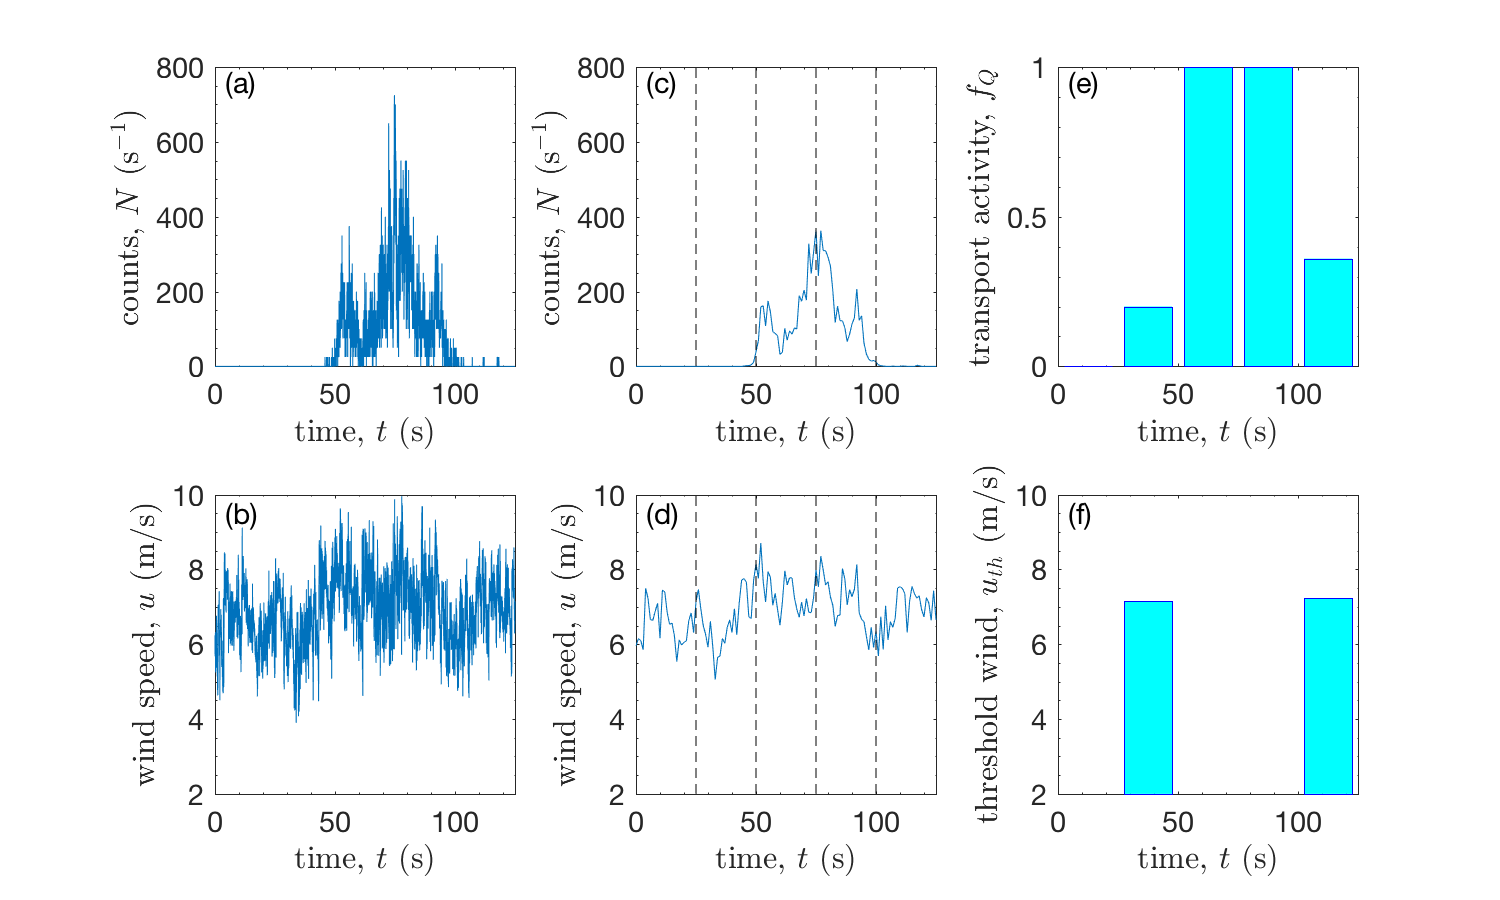 (a)
800
600
400
200
0
0 50 100
counts, N (s⁻¹)
time, t (s)
(c)
800
600
400
200
0
0 50 100
counts, N (s⁻¹)
time, t (s)
(e)
1
0.5
0
0 50 100
transport activity, f_Q
time, t (s)
(b)
10
8
6
4
2
0 50 100
wind speed, u (m/s)
time, t (s)
(d)
10
8
6
4
2
0 50 100
wind speed, u (m/s)
time, t (s)
(f)
10
8
6
4
2
0 50 100
threshold wind, u_th (m/s)
time, t (s)